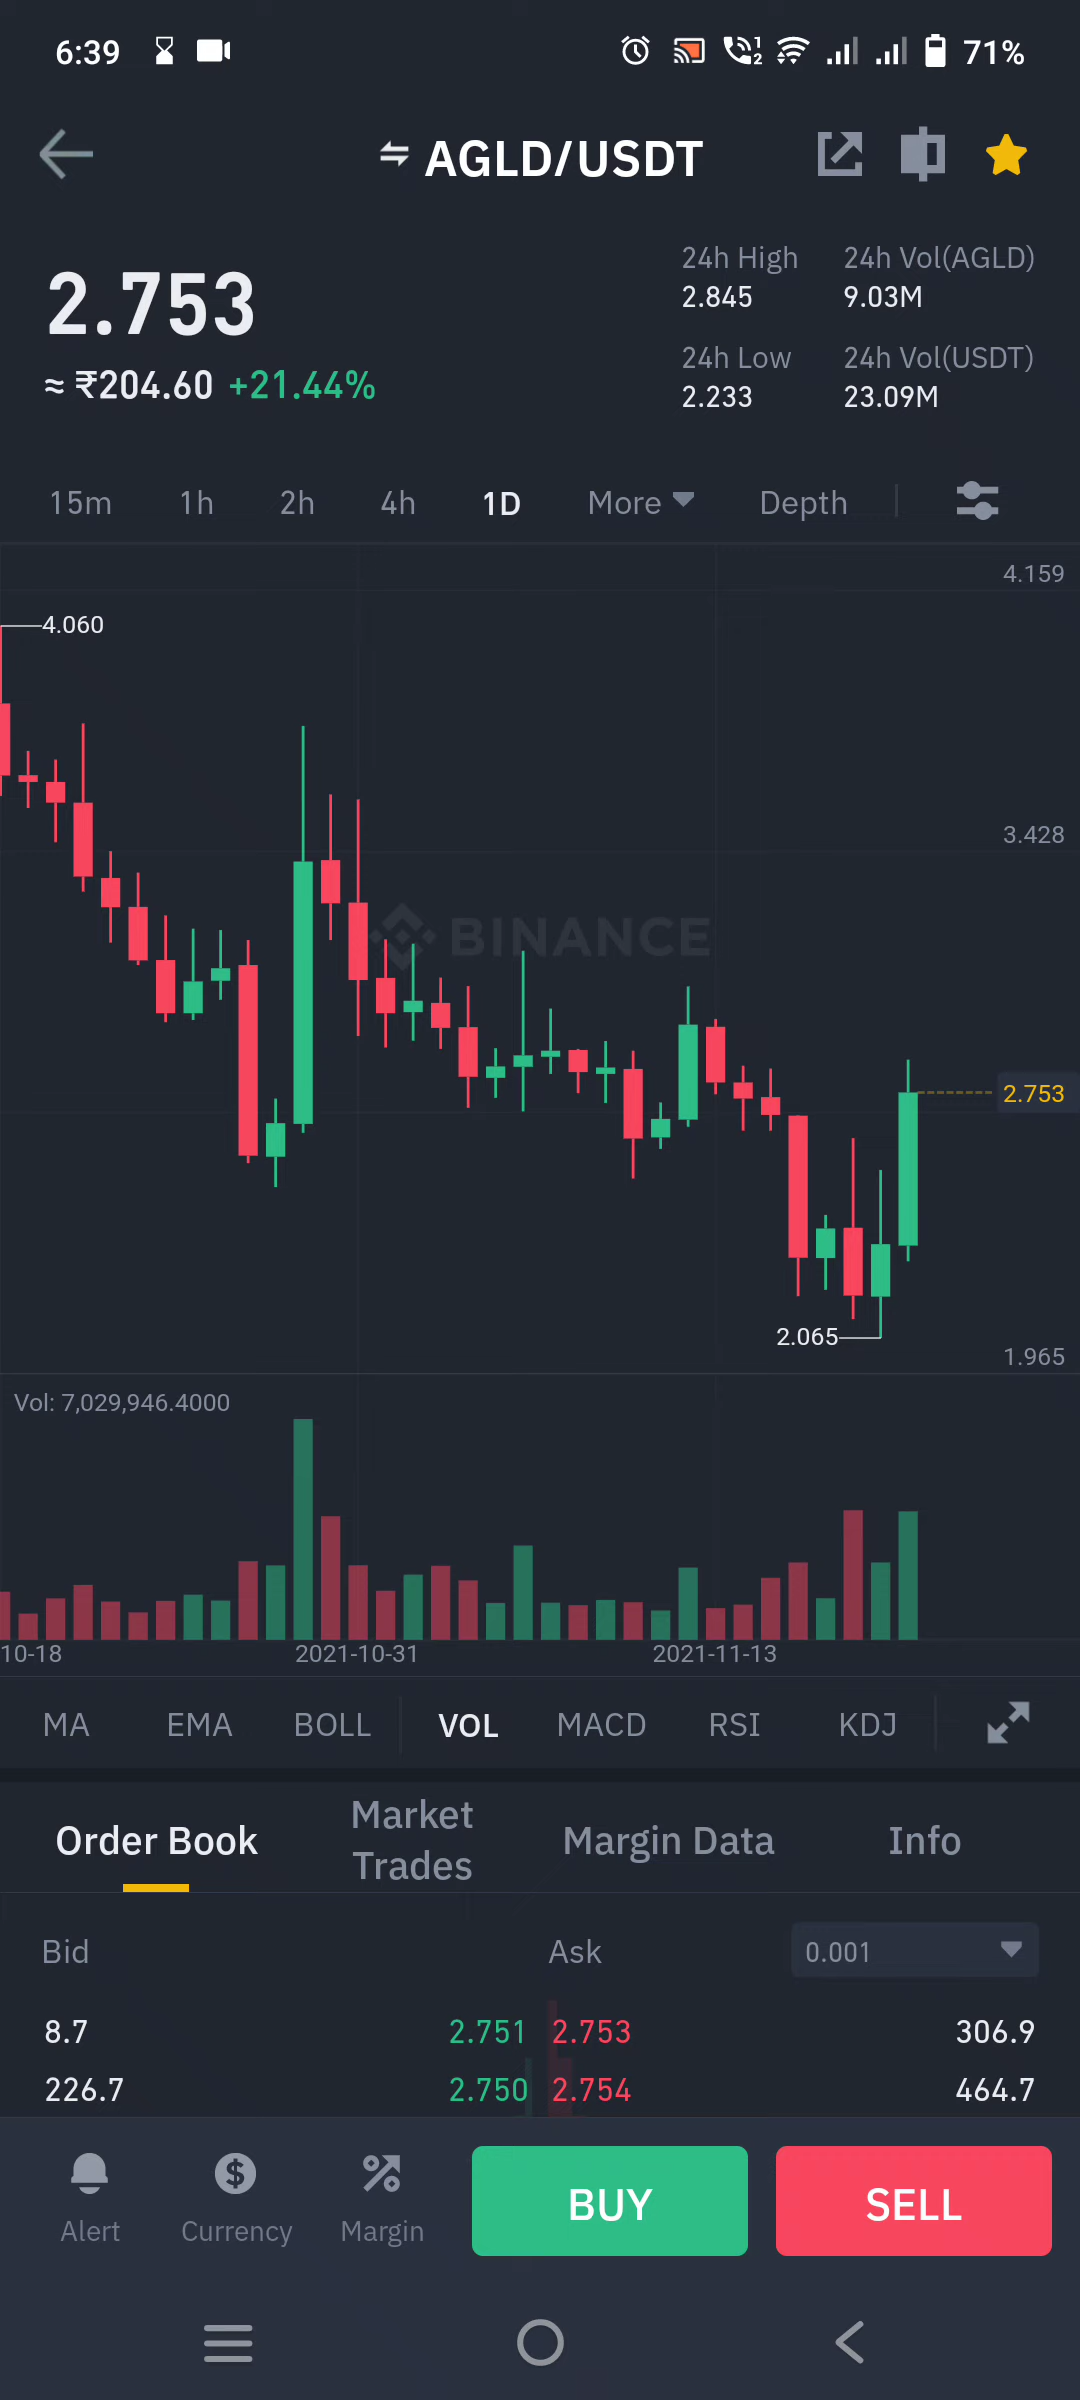 6:39
1
2
71%
AGLD/USDT
2.753
≈ ₹204.60 +21.44%
24h High
2.845
24h Vol(AGLD)
9.03M
24h Low
2.233
24h Vol(USDT)
23.09M
15m 1h 2h 4h 1D More Depth
4.159
4.060
3.428
BINANCE
2.753
2.065
1.965
Vol: 7,029,946.4000
10-18 2021-10-31 2021-11-13
MA EMA BOLL VOL MACD RSI KDJ
Order Book
Market
Trades
Margin Data
Info
Bid Ask 0.001
8.7 2.751 2.753 306.9
226.7 2.750 2.754 464.7
Alert Currency Margin
BUY SELL